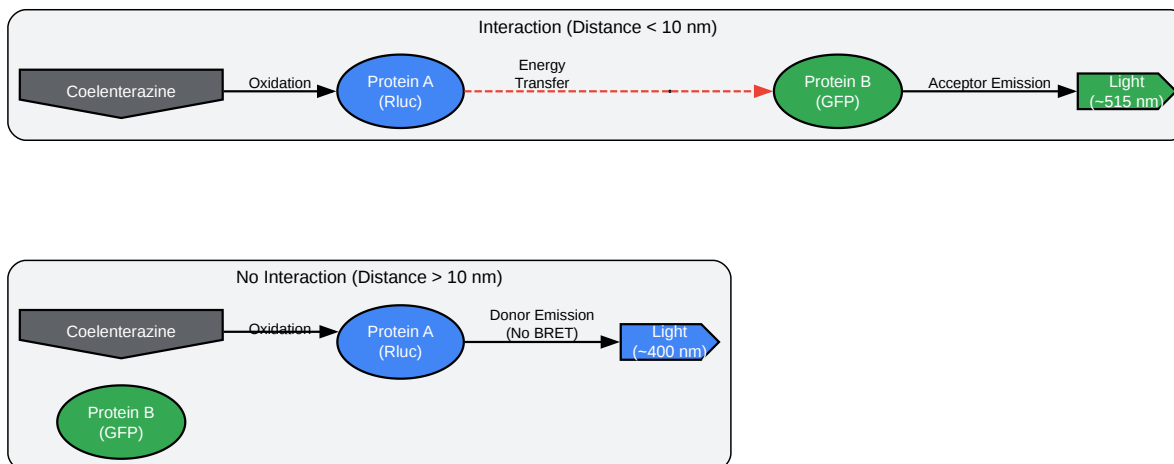 Interaction (Distance < 10 nm)
Coelenterazine
Oxidation
Protein A
(Rluc)
Energy
Transfer
Protein B
(GFP)
Acceptor Emission
Light
(~515 nm)
No Interaction (Distance > 10 nm)
Coelenterazine
Oxidation
Protein A
(Rluc)
Donor Emission
(No BRET)
Light
(~400 nm)
Protein B
(GFP)